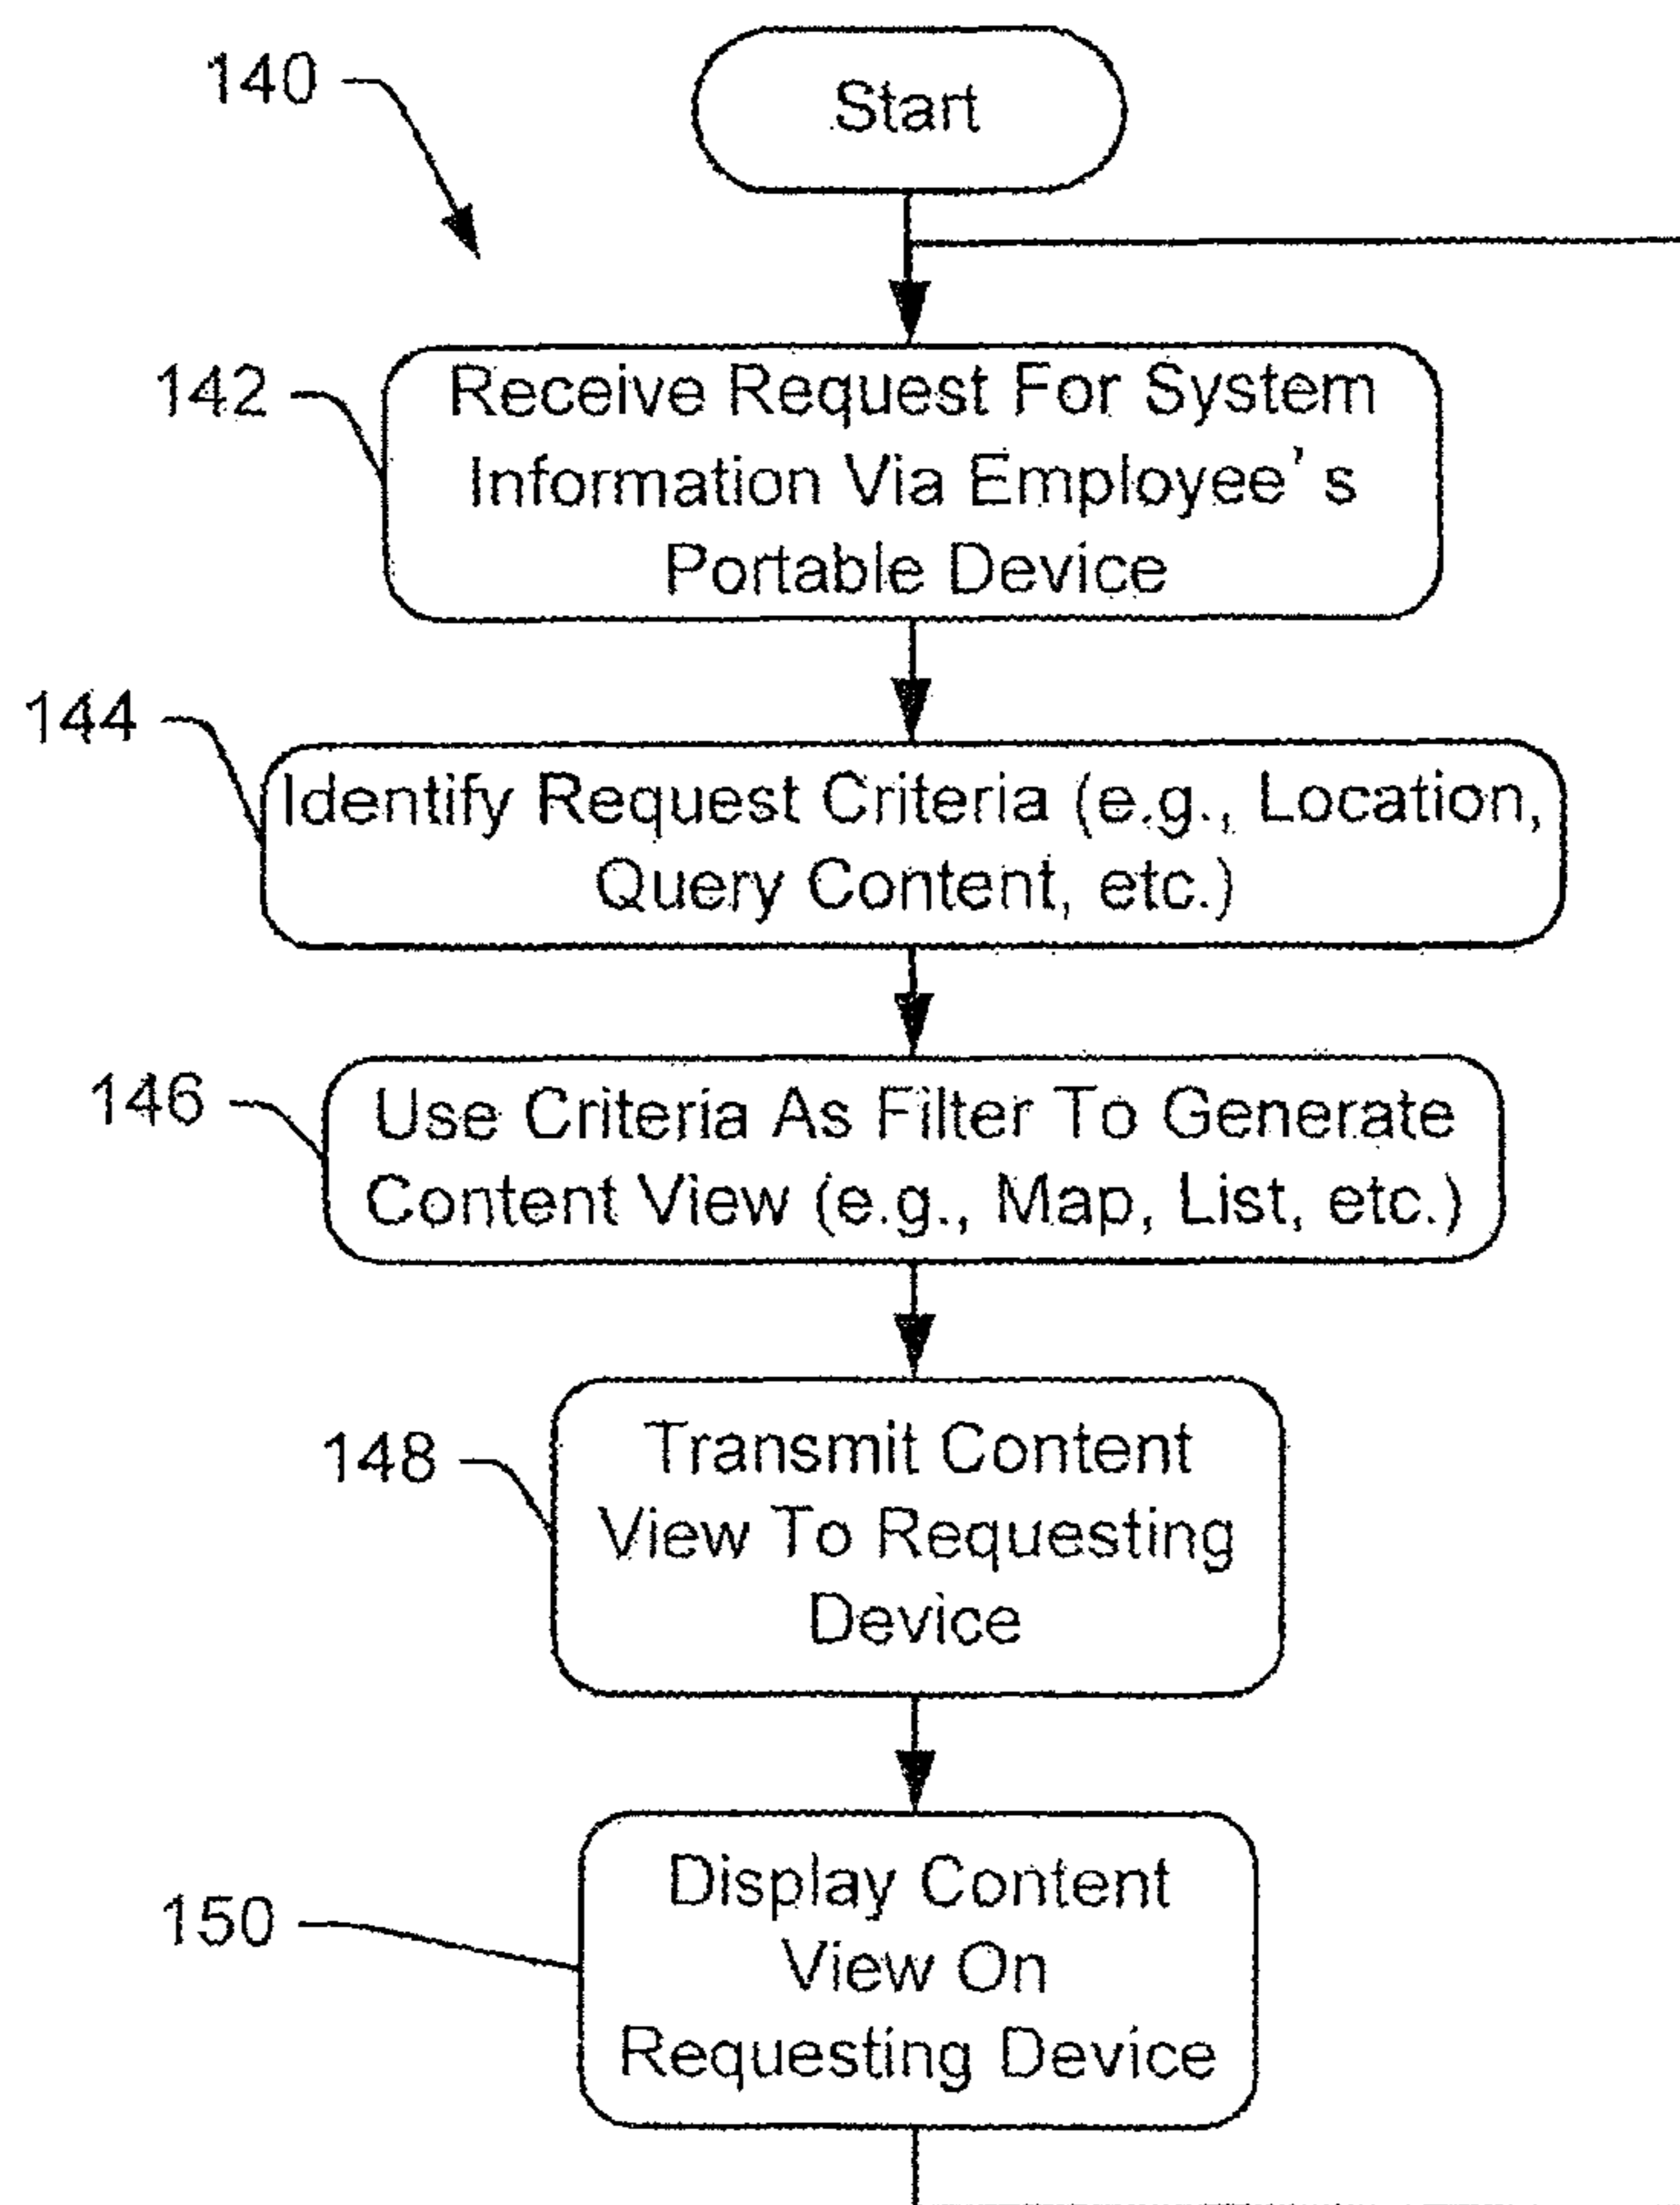 140
Start
142
Receive Request For System
Information Via Employee's
Portable Device
144
Identify Request Criteria (e.g., Location,
Query Content, etc.)
146
Use Criteria As Filter To Generate
Content View (e.g., Map, List, etc.)
148
Transmit Content
View To Requesting
Device
150
Display Content
View On
Requesting Device